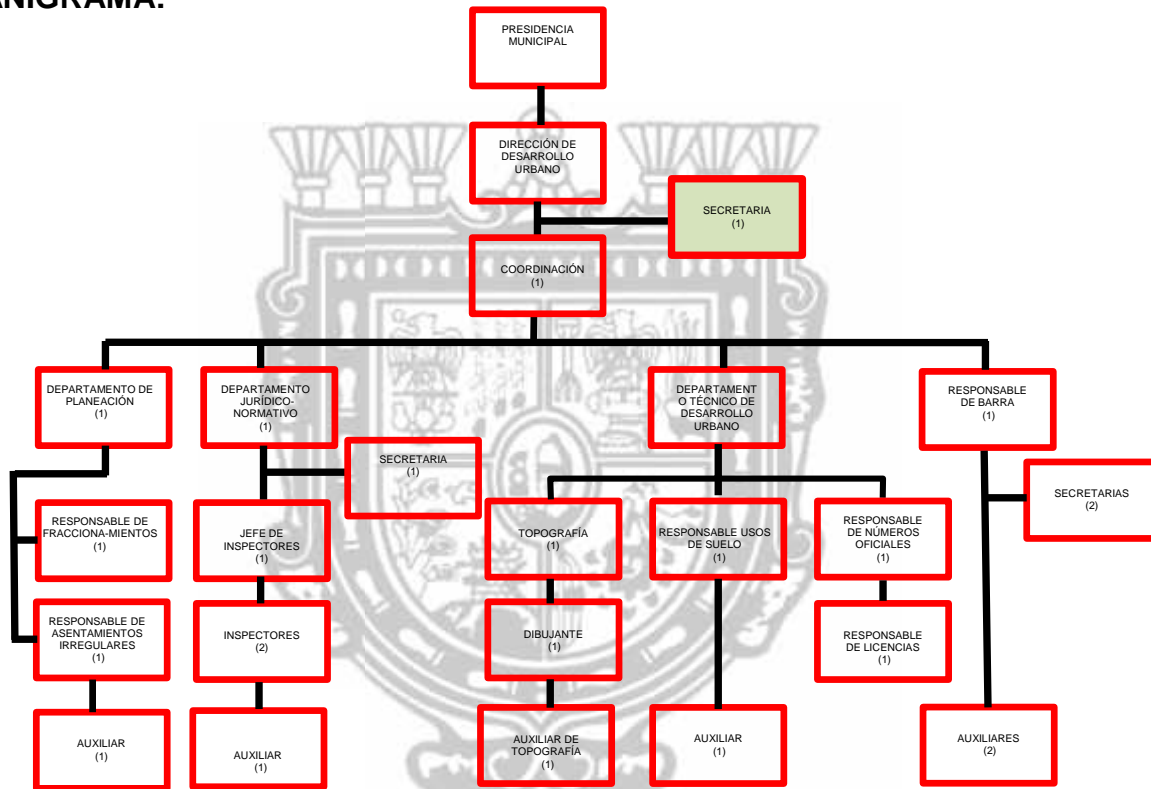 ANIGRAMA:
PRESIDENCIA
MUNICIPAL
DIRECCIÓN DE
DESARROLLO
URBANO
SECRETARIA
(1)
COORDINACIÓN
(1)
DEPARTAMENTO DE
PLANEACIÓN
(1)
DEPARTAMENTO
JURÍDICO-
NORMATIVO
(1)
DEPARTAMENT
O TÉCNICO DE
DESARROLLO
URBANO
RESPONSABLE
DE BARRA
(1)
SECRETARIA
(1)
SECRETARIAS
(2)
RESPONSABLE DE
FRACCIONA-MIENTOS
(1)
JEFE DE
INSPECTORES
(1)
TOPOGRAFÍA
(1)
RESPONSABLE USOS
DE SUELO
(1)
RESPONSABLE
DE NÚMEROS
OFICIALES
(1)
RESPONSABLE DE
ASENTAMIENTOS
IRREGULARES
(1)
INSPECTORES
(2)
DIBUJANTE
(1)
RESPONSABLE
DE LICENCIAS
(1)
AUXILIAR
(1)
AUXILIAR
(1)
AUXILIAR DE
TOPOGRAFÍA
(1)
AUXILIAR
(1)
AUXILIARES
(2)